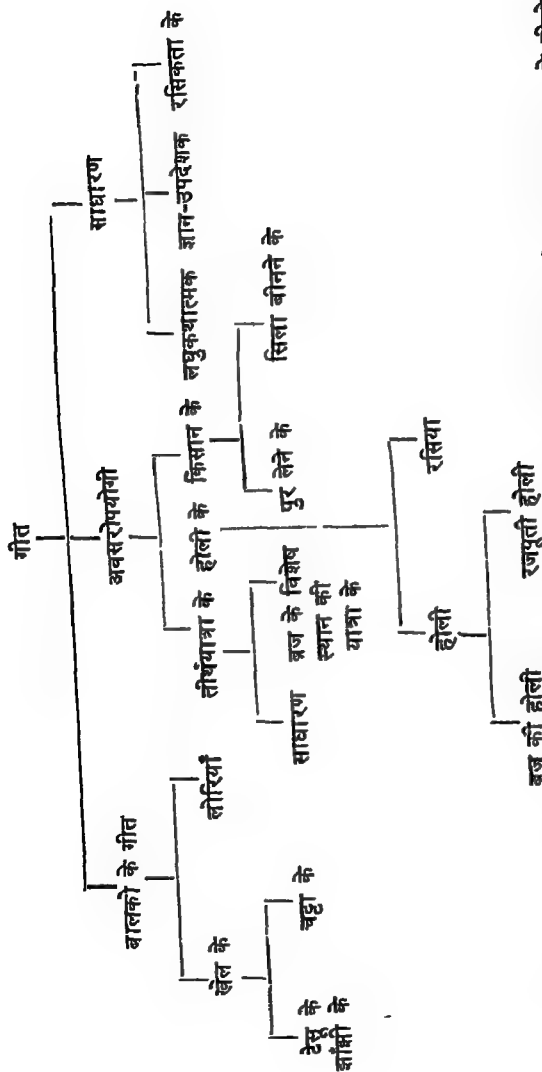 गीत
बालकों के गीत
अवसरोपयोगी
साधारण
खेल के
लोरियाँ
तीर्थयात्रा के
होली के
किसान के
लघुकथात्मक
ज्ञान-उपदेशक
रसिकता के
टेसू के
झांझी के
चट्टा के
साधारण
ब्रज के विशेष
स्थान की
यात्रा के
पुर लेने के
सिला बीनने के
होली
रसिया
ब्रज की होली
रजपूती होली